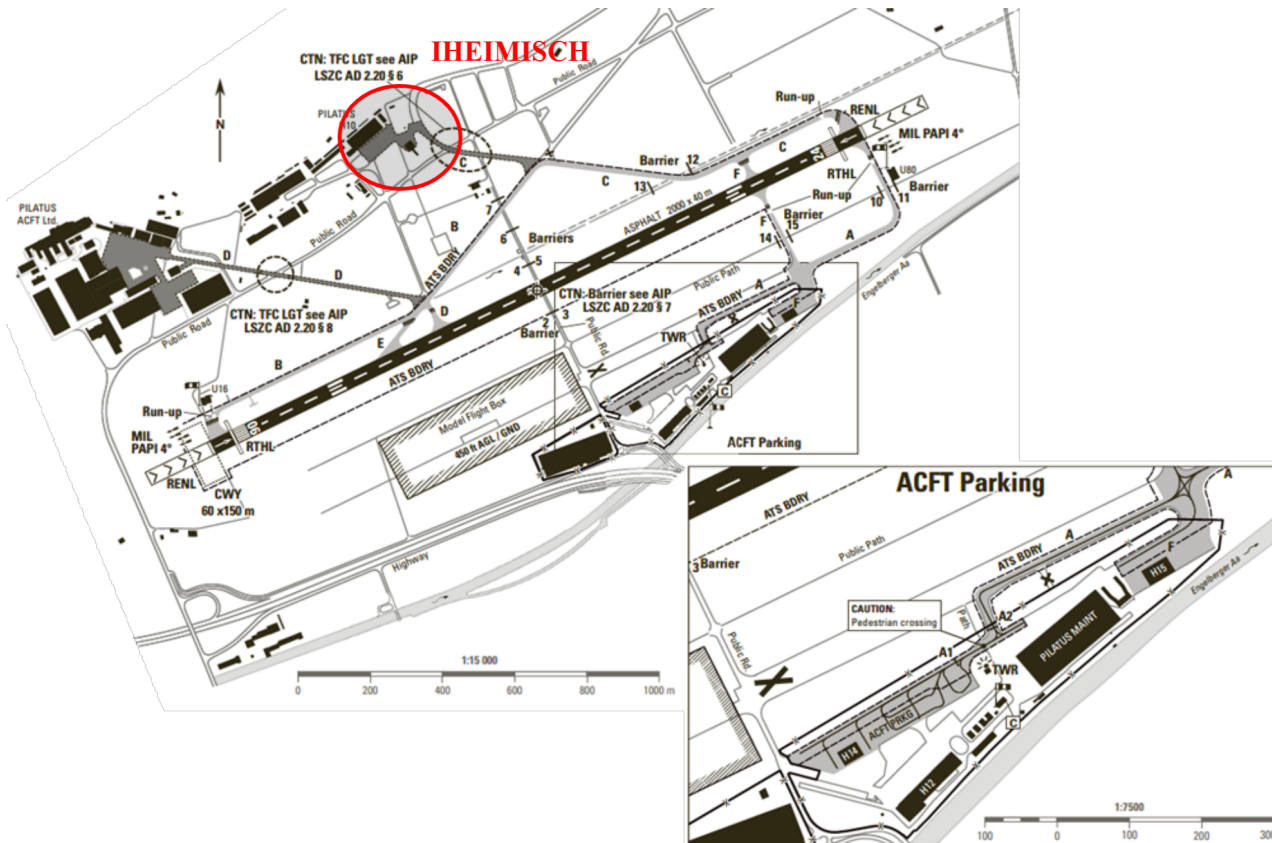 IHEIMISCH
CTN: TFC LGT see AIP
LSZC AD 2.20 § 6
Public Road
N
PILATUS
Run-up
RENL
MIL PAPI 4°
C
C
Barrier
12
C
13
F
24
RTHL
U80
Run-up
10
11
Barrier
ASPHALT 2000 x 40 m
F
Barrier
15
14
A
7
B
6
Barriers
5
4
PILATUS
ACFT Ltd.
Public Road
D
D
ATS BDRY
CTN: TFC LGT see AIP
LSZC AD 2.20 § 8
Public Road
Public Path
A
ATS BDRY
F
Engelberger Aa
CTN: Barrier see AIP
LSZC AD 2.20 § 7
D
3
2
Barrier
Public Rd.
TWR
E
ATS BDRY
B
U16
Run-up
MIL
PAPI 4°
06
RTHL
RENL
CWY
60 x150 m
Model Flight Box
450 ft AGL / GND
C
ACFT Parking
Highway
1:15 000
0 200 400 600 800 1000 m
ACFT Parking
A
ATS BDRY
Public Path
ATS BDRY
A
F
3 Barrier
H15
Engelberger Aa
CAUTION:
Pedestrian crossing
Path
A2
A1
PILATUS MAINT
Public Rd.
TWR
C
ACFT PRKG
H14
H12
1:7500
100 0 100 200 300